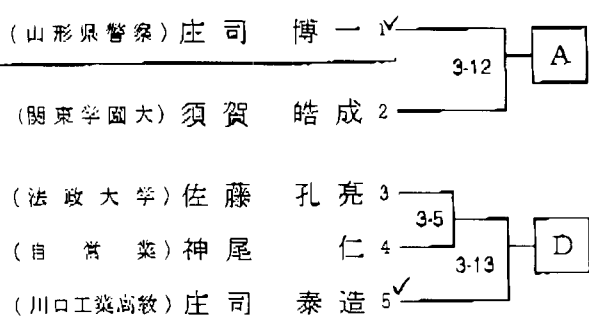 (山形県警察) 庄司 博一 1 3-12 A
(関東学園大) 須賀 皓成 2
(法政大学) 佐藤 孔亮 3 3-5
(自営業) 神尾 仁 4 3-13 D
(川口工業高教) 庄司 泰造 5